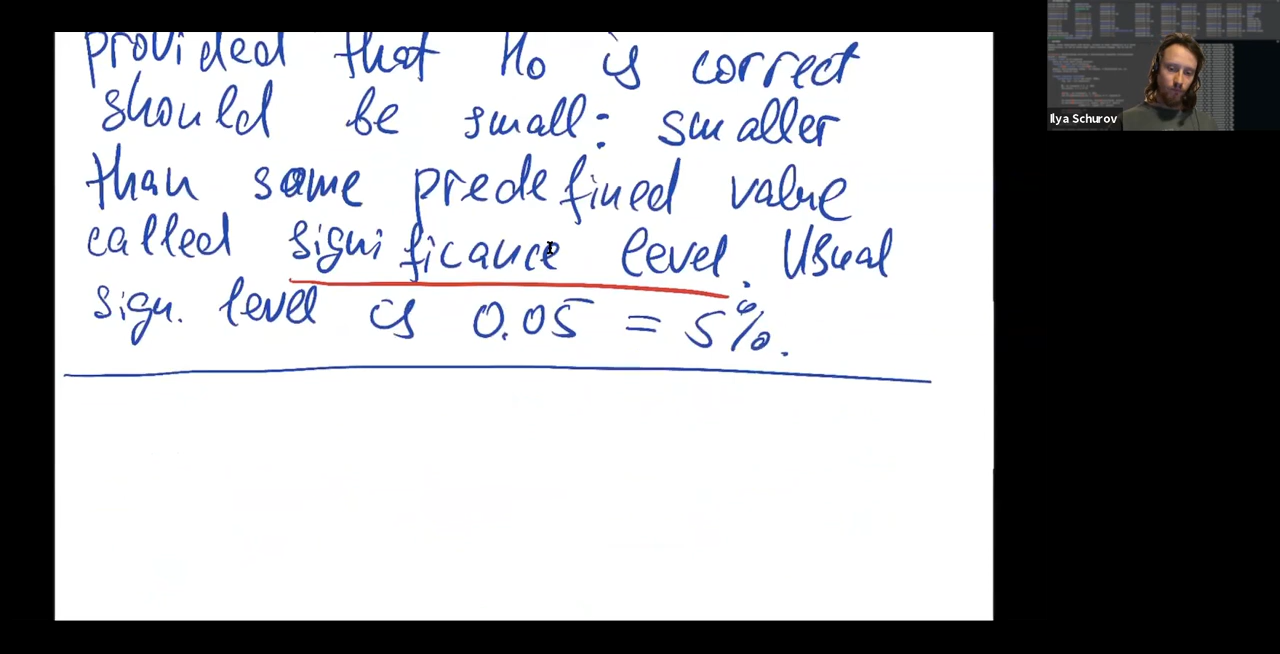 provided that H0 is correct
should be small: smaller
than some predefined value
called significance level. Usual
sign. level is 0.05 = 5%.
Ilya Schurov